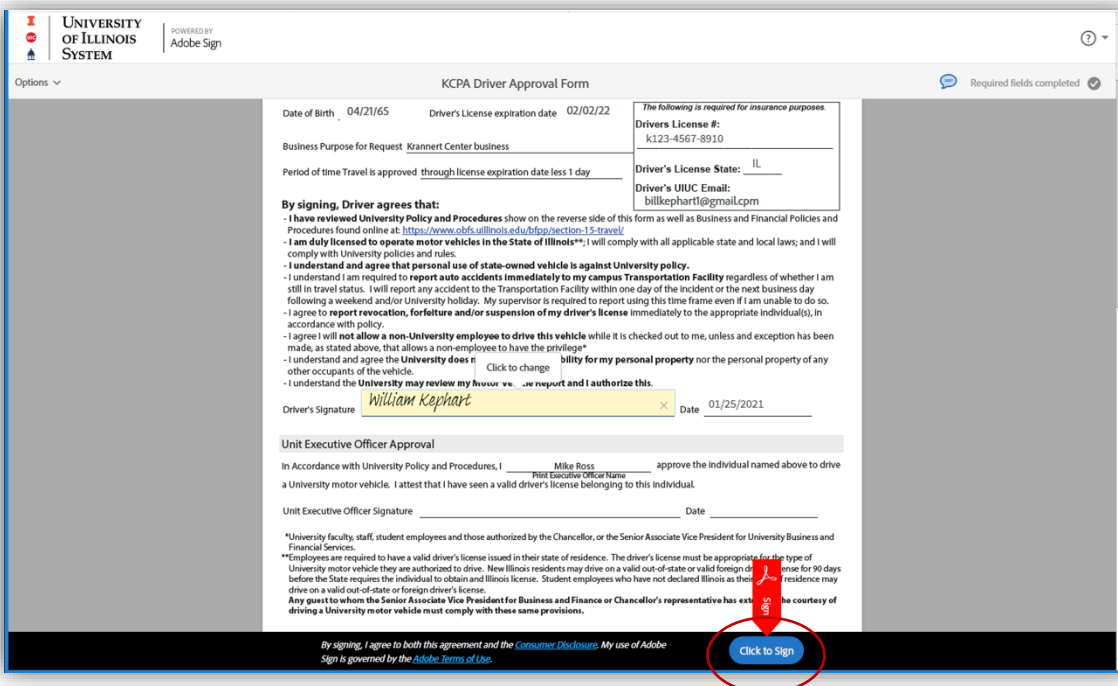 UNIVERSITY
OF ILLINOIS
SYSTEM
UIC
POWERED BY
Adobe Sign
?
Options
KCPA Driver Approval Form
Required fields completed
Date of Birth 04/21/65 Driver's License expiration date 02/02/22
The following is required for insurance purposes.
Drivers License #:
k123-4567-8910
Business Purpose for Request Krannert Center business
Driver's License State: IL
Period of time Travel is approved through license expiration date less 1 day
Driver's UIUC Email:
billkephart1@gmail.cpm
By signing, Driver agrees that:
- I have reviewed University Policy and Procedures show on the reverse side of this form as well as Business and Financial Policies and
Procedures found online at: https://www.obfs.uillinois.edu/bfpp/section-15-travel/
- I am duly licensed to operate motor vehicles in the State of Illinois**; I will comply with all applicable state and local laws; and I will
comply with University policies and rules.
- I understand and agree that personal use of state-owned vehicle is against University policy.
- I understand I am required to report auto accidents immediately to my campus Transportation Facility regardless of whether I am
still in travel status. I will report any accident to the Transportation Facility within one day of the incident or the next business day
following a weekend and/or University holiday. My supervisor is required to report using this time frame even if I am unable to do so.
- I agree to report revocation, forfeiture and/or suspension of my driver's license immediately to the appropriate individual(s), in
accordance with policy.
- I agree I will not allow a non-University employee to drive this vehicle while it is checked out to me, unless and exception has been
made, as stated above, that allows a non-employee to have the privilege*
- I understand and agree the University does bility for my personal property nor the personal property of any
other occupants of the vehicle.
Click to change
- I understand the University may review my Motor Vehicle Report and I authorize this.
Driver's Signature William Kephart Date 01/25/2021
Unit Executive Officer Approval
In Accordance with University Policy and Procedures, I Mike Ross approve the individual named above to drive
Print Executive Officer Name
a University motor vehicle. I attest that I have seen a valid driver's license belonging to this individual.
Unit Executive Officer Signature Date
*University faculty, staff, student employees and those authorized by the Chancellor, or the Senior Associate Vice President for University Business and
Financial Services.
**Employees are required to have a valid driver's license issued in their state of residence. The driver's license must be appropriate for the type of
University motor vehicle they are authorized to drive. New Illinois residents may drive on a valid out-of-state or valid foreign dr ense for 90 days
before the State requires the individual to obtain and Illinois license. Student employees who have not declared Illinois as their f residence may
drive on a valid out-of-state or foreign driver's license.
Any guest to whom the Senior Associate Vice President for Business and Finance or Chancellor's representative has exte he courtesy of
driving a University motor vehicle must comply with these same provisions.
Sign
By signing, I agree to both this agreement and the Consumer Disclosure. My use of Adobe
Sign is governed by the Adobe Terms of Use.
Click to Sign